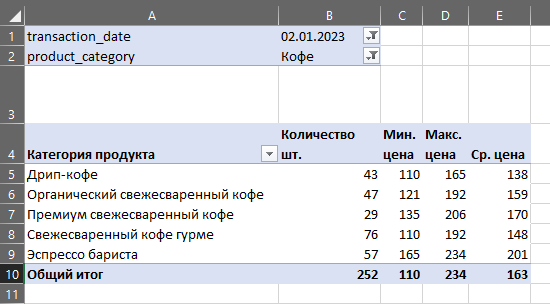 A B C D E
1 transaction_date 02.01.2023
2 product_category Кофе
3
Количество Мин. Макс.
4 Категория продукта шт. цена цена Ср. цена
5 Дрип-кофе 43 110 165 138
6 Органический свежесваренный кофе 47 121 192 159
7 Премиум свежесваренный кофе 29 135 206 170
8 Свежесваренный кофе гурме 76 110 192 148
9 Эспрессо бариста 57 165 234 201
10 Общий итог 252 110 234 163
11